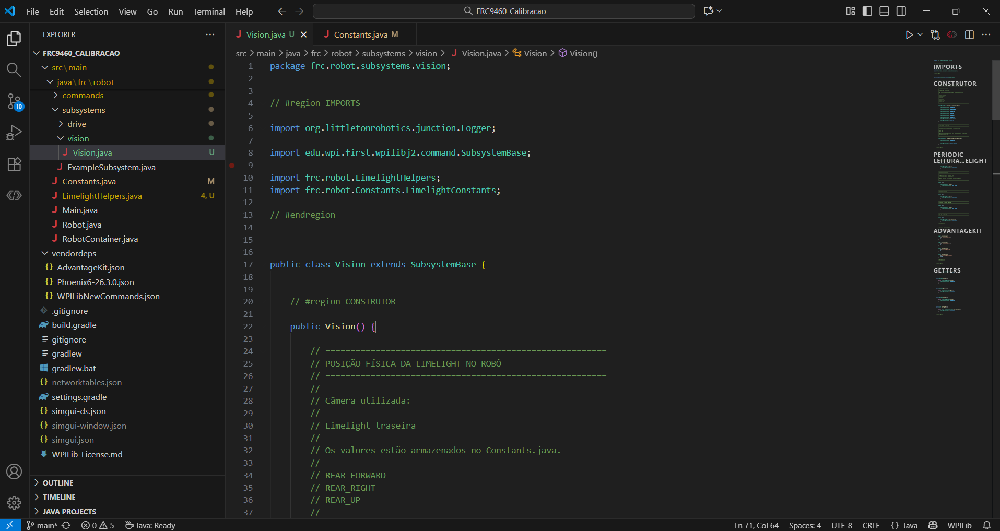 File Edit Selection View Go Run Terminal Help
FRC9460_Calibracao
EXPLORER
FRC9460_CALIBRACAO
src\main
java\frc\robot
commands
subsystems
drive
vision
Vision.java U
ExampleSubsystem.java
Constants.java M
LimelightHelpers.java 4, U
Main.java
Robot.java
RobotContainer.java
vendordeps
{} AdvantageKit.json
{} Phoenix6-26.3.0.json
{} WPILibNewCommands.json
.gitignore
build.gradle
gitignore
gradlew
gradlew.bat
{} networktables.json
settings.gradle
{} simgui-ds.json
{} simgui-window.json
{} simgui.json
WPILib-License.md
OUTLINE
TIMELINE
JAVA PROJECTS
10
J Vision.java U
J Constants.java M
src > main > java > frc > robot > subsystems > vision > J Vision.java > Vision > Vision()
1 package frc.robot.subsystems.vision;
2
3
4 // #region IMPORTS
5
6 import org.littletonrobotics.junction.Logger;
7
8 import edu.wpi.first.wpilibj2.command.SubsystemBase;
9
10 import frc.robot.LimelightHelpers;
11 import frc.robot.Constants.LimelightConstants;
12
13 // #endregion
14
15
16
17 public class Vision extends SubsystemBase {
18
19
20 // #region CONSTRUTOR
21
22 public Vision() {
23
24 // ========================================================
25 // POSIÇÃO FÍSICA DA LIMELIGHT NO ROBÔ
26 // ========================================================
27 //
28 // Câmera utilizada:
29 //
30 // Limelight traseira
31 //
32 // Os valores estão armazenados no Constants.java.
33 //
34 // REAR_FORWARD
35 // REAR_RIGHT
36 // REAR_UP
37 //
IMPORTS
CONSTRUTOR
PERIODIC
LEITURA...ELIGHT
ADVANTAGEKIT
GETTERS
main* 0 5 Java: Ready
Ln 71, Col 64 Spaces: 4 UTF-8 CRLF {} Java WPILib